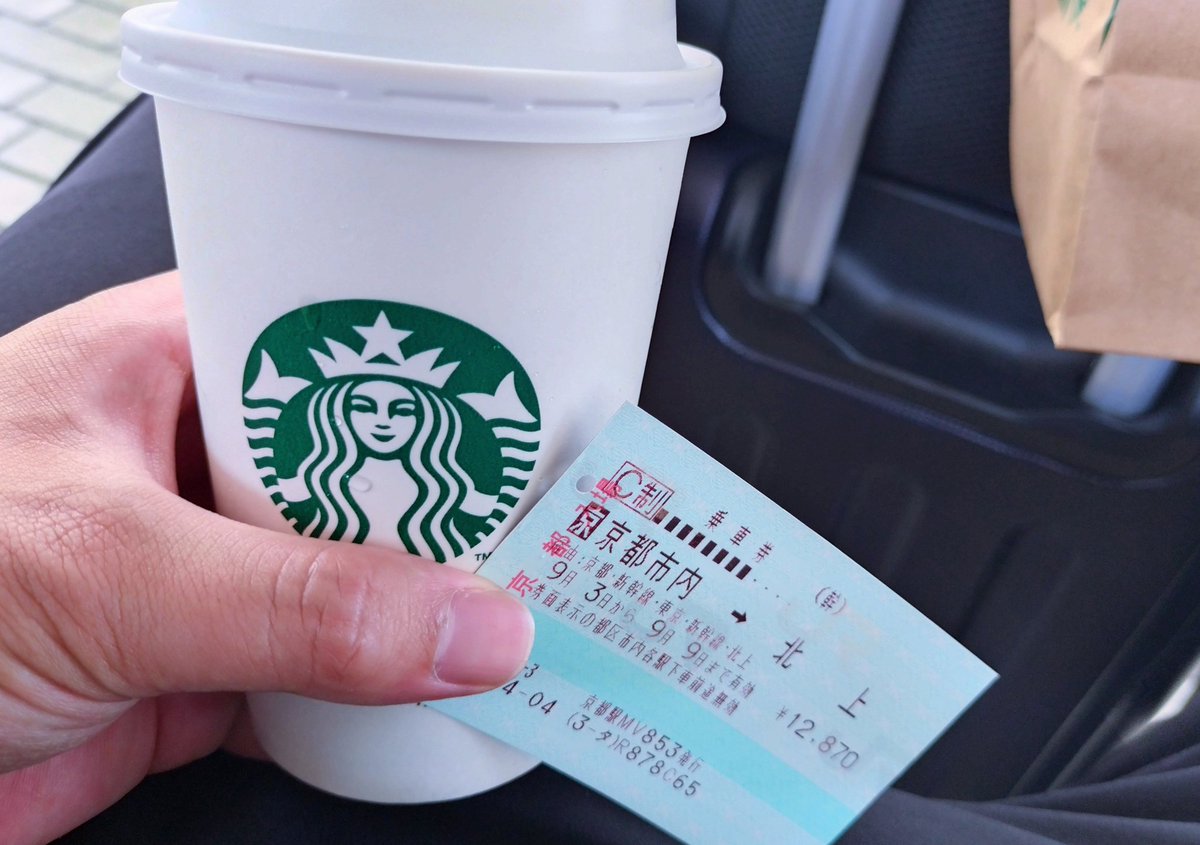 TM
C制
乗車券
京都市内 → 北上
由:京都・新幹線・東京・新幹線・北上
9月 3日から 9月 9日まで有効 ¥12,870
券面表示の都区市内各駅下車前途無効
京都駅MV853発行
4-04 (3-タ)R878C65